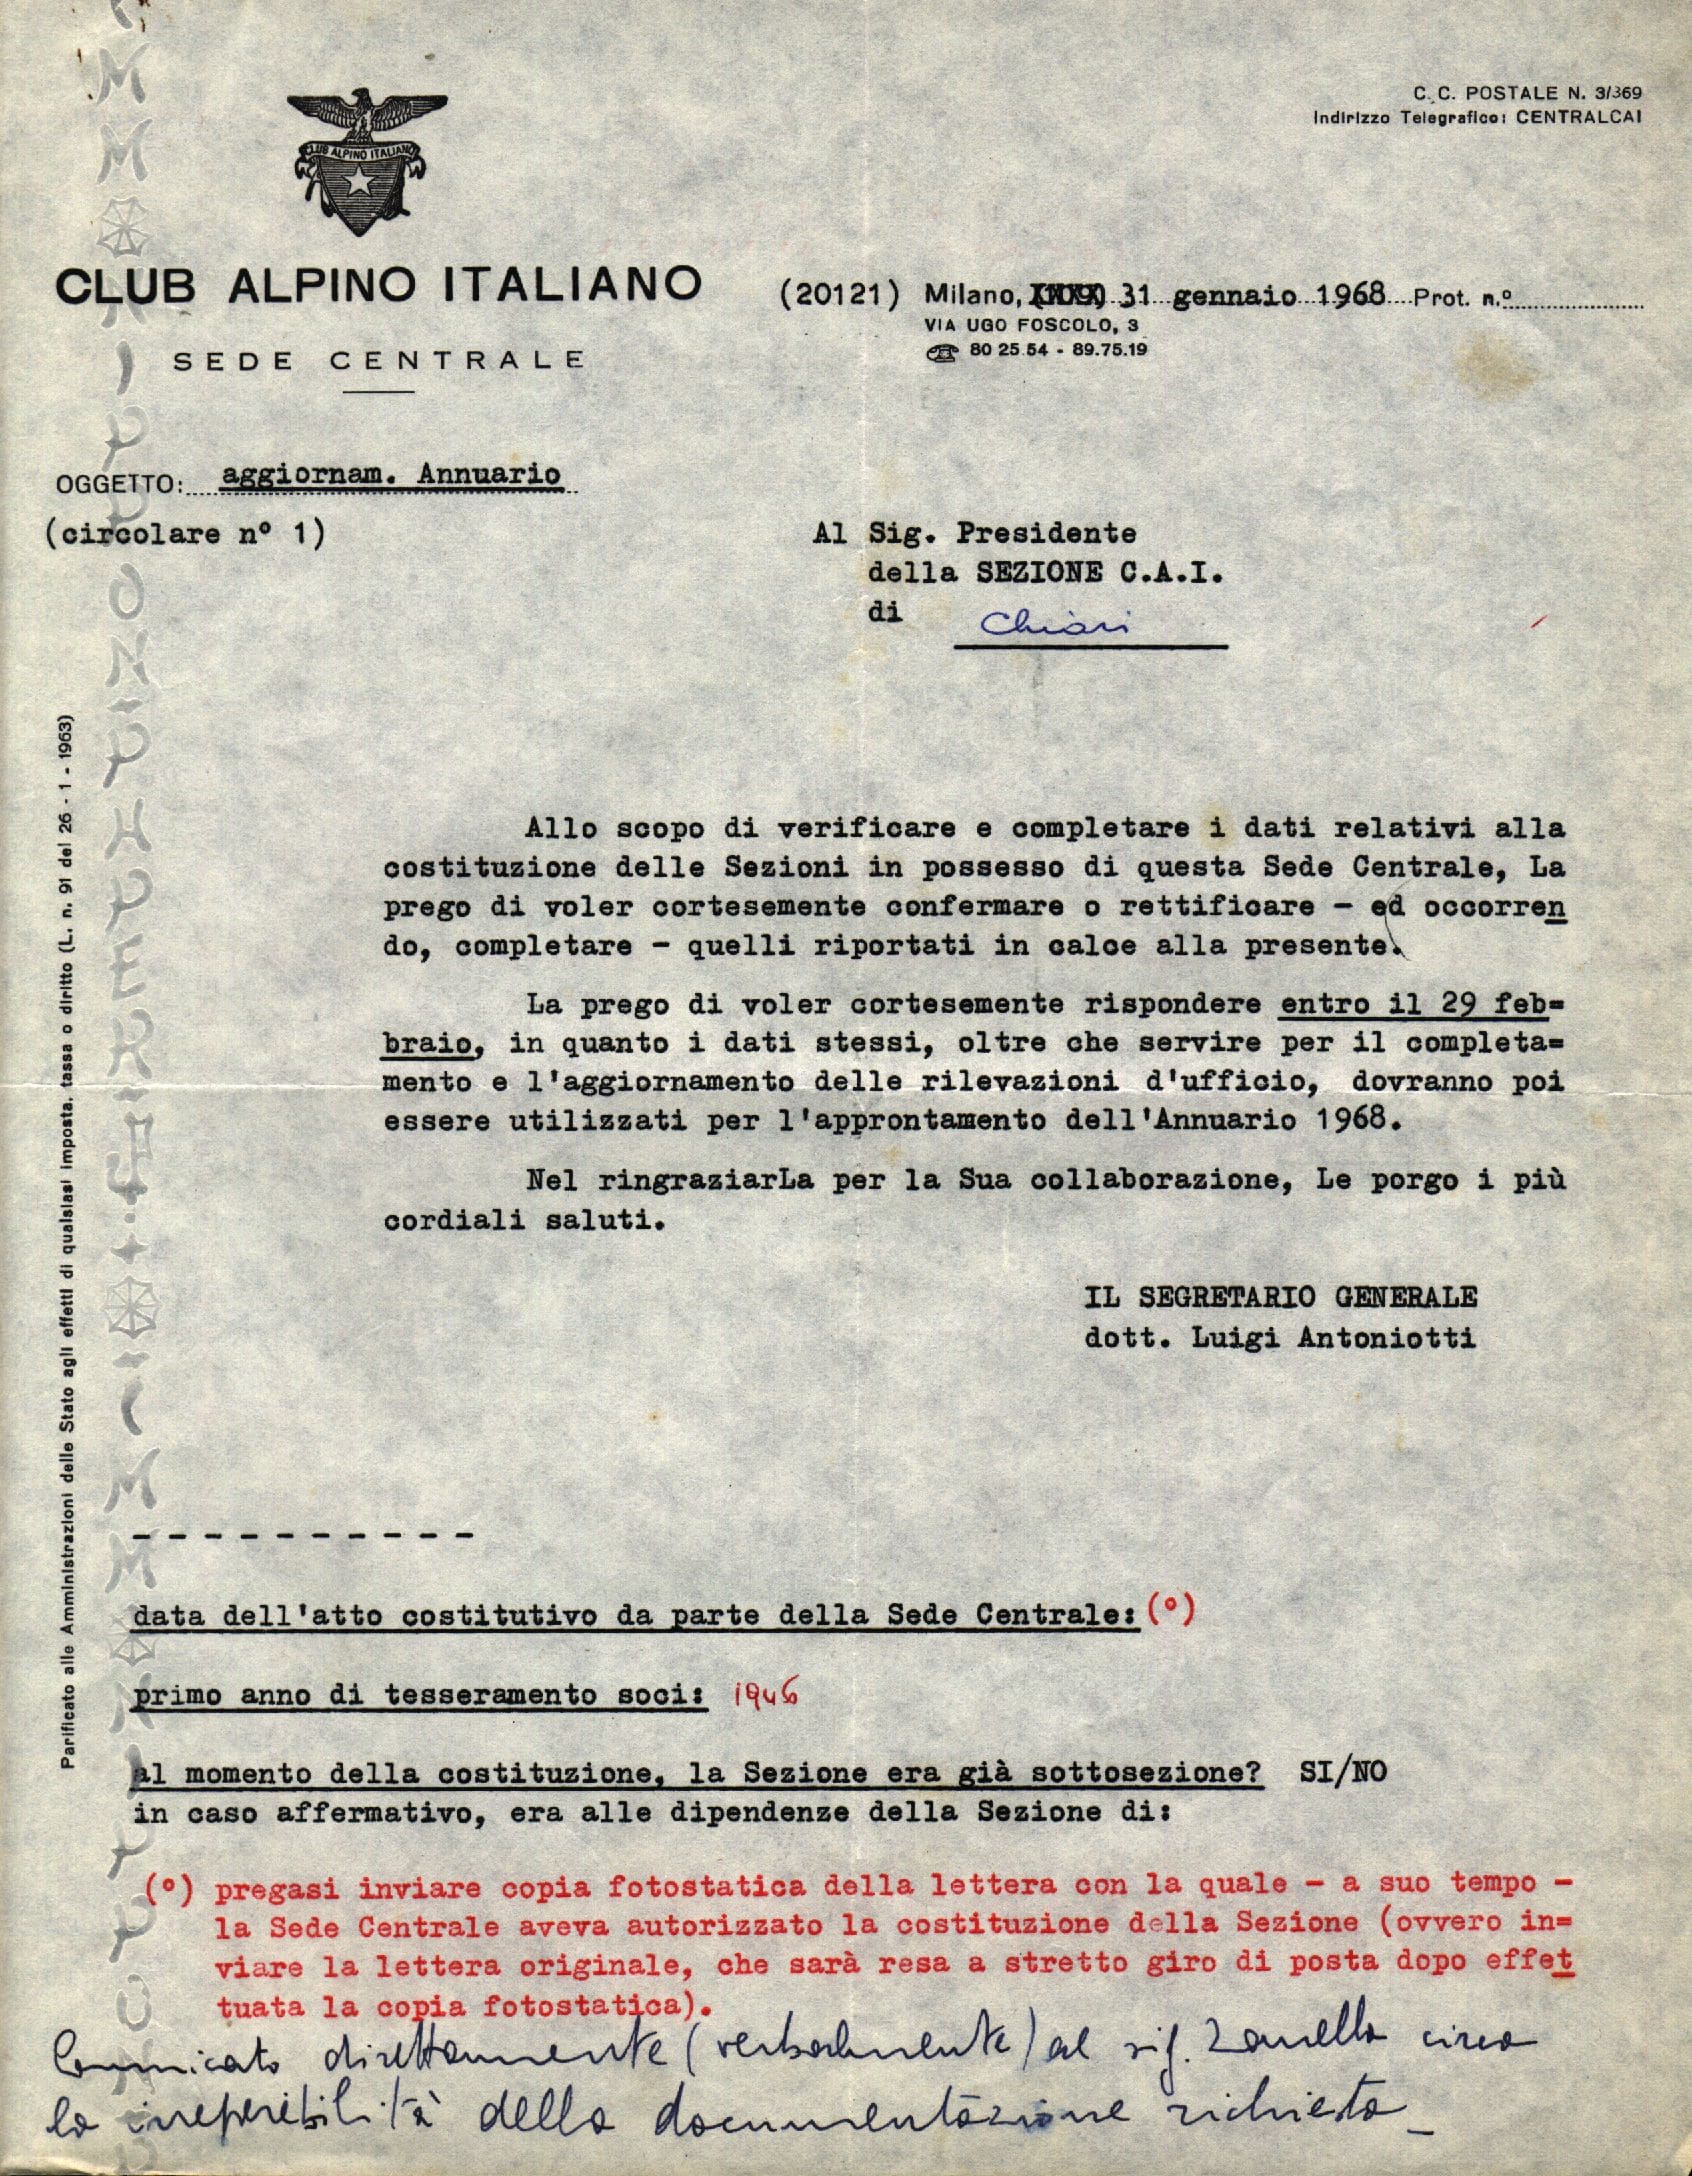 C. C. POSTALE N. 3/369
Indirizzo Telegrafico: CENTRALCAI
CLUB ALPINO ITALIANO
CLUB ALPINO ITALIANO
(20121) Milano, 31 gennaio 1968 Prot. n.º
VIA UGO FOSCOLO, 3
80 25.54 - 89.75.19
SEDE CENTRALE
OGGETTO: aggiornam. Annuario
(circolare nº 1)
Al Sig. Presidente
della SEZIONE C.A.I.
di Chiari
Allo scopo di verificare e completare i dati relativi alla
costituzione delle Sezioni in possesso di questa Sede Centrale, La
prego di voler cortesemente confermare o rettificare - ed occorren
do, completare - quelli riportati in calce alla presente.
La prego di voler cortesemente rispondere entro il 29 feb=
braio, in quanto i dati stessi, oltre che servire per il completa=
mento e l'aggiornamento delle rilevazioni d'ufficio, dovranno poi
essere utilizzati per l'approntamento dell'Annuario 1968.
Nel ringraziarLa per la Sua collaborazione, Le porgo i più
cordiali saluti.
IL SEGRETARIO GENERALE
dott. Luigi Antoniotti
Parificato alle Amministrazioni dello Stato agli effetti di qualsiasi imposta, tassa o diritto (L. n. 91 del 26 - 1 - 1963)
- - - - - - - - - -
data dell'atto costitutivo da parte della Sede Centrale: (°)
primo anno di tesseramento soci: 1946
al momento della costituzione, la Sezione era già sottosezione? SI/NO
in caso affermativo, era alle dipendenze della Sezione di:
(°) pregasi inviare copia fotostatica della lettera con la quale - a suo tempo -
la Sede Centrale aveva autorizzato la costituzione della Sezione (ovvero in=
viare la lettera originale, che sarà resa a stretto giro di posta dopo effet
tuata la copia fotostatica).
Comunicato direttamente (verbalmente) al sig. Zanella circa
la irreperibilità della documentazione richiesta -